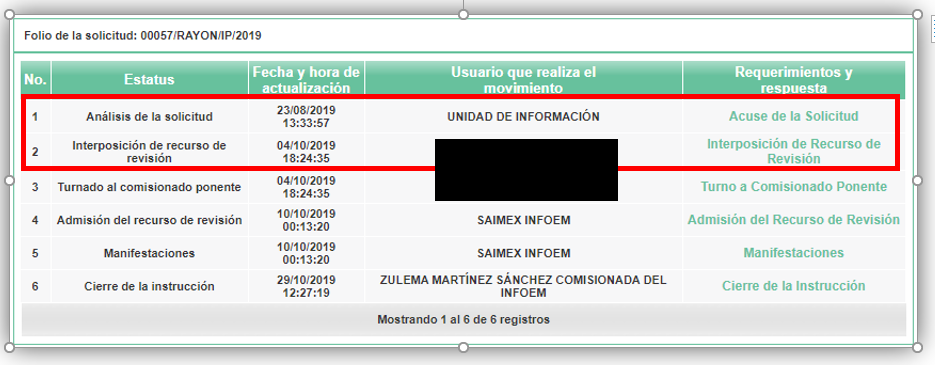 Folio de la solicitud: 00057/RAYON/IP/2019
No. Estatus Fecha y hora de actualización Usuario que realiza el movimiento Requerimientos y respuesta
1 Análisis de la solicitud 23/08/2019 13:33:57 UNIDAD DE INFORMACIÓN Acuse de la Solicitud
2 Interposición de recurso de revisión 04/10/2019 18:24:35 Interposición de Recurso de Revisión
3 Turnado al comisionado ponente 04/10/2019 18:24:35 Turno a Comisionado Ponente
4 Admisión del recurso de revisión 10/10/2019 00:13:20 SAIMEX INFOEM Admisión del Recurso de Revisión
5 Manifestaciones 10/10/2019 00:13:20 SAIMEX INFOEM Manifestaciones
6 Cierre de la instrucción 29/10/2019 12:27:19 ZULEMA MARTÍNEZ SÁNCHEZ COMISIONADA DEL INFOEM Cierre de la Instrucción
Mostrando 1 al 6 de 6 registros